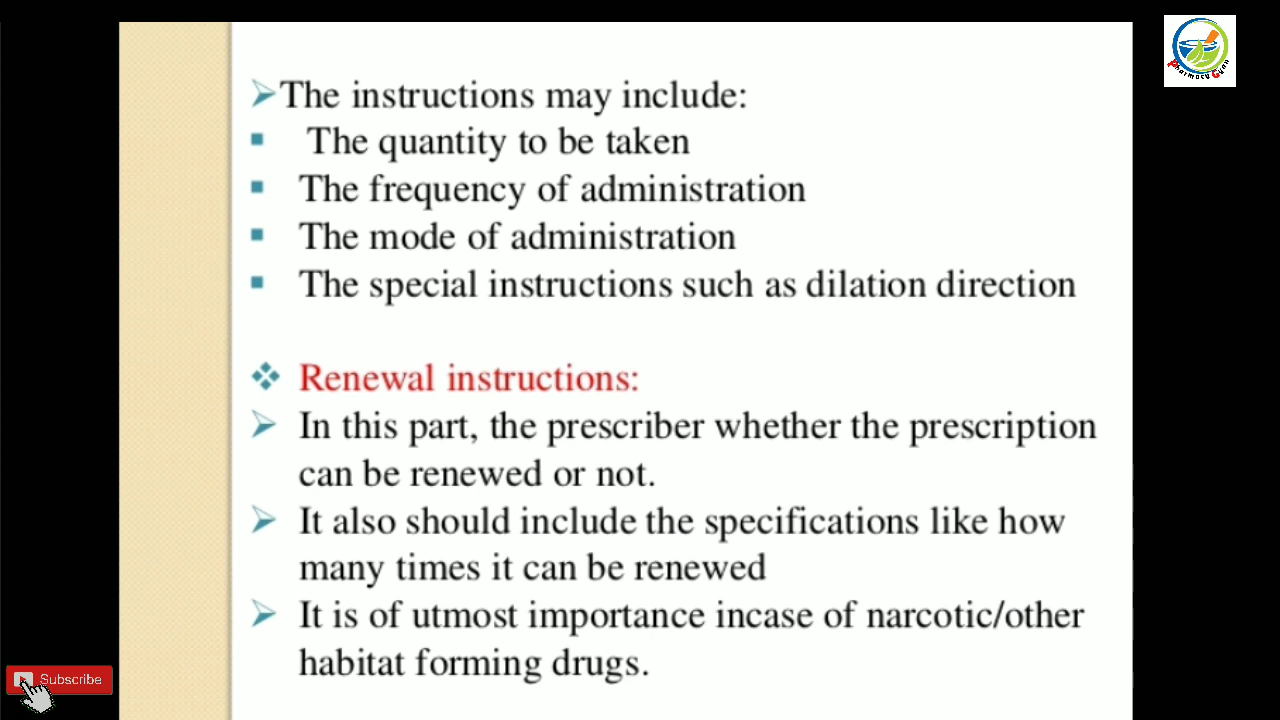 The instructions may include:
The quantity to be taken
The frequency of administration
The mode of administration
The special instructions such as dilation direction
Renewal instructions:
In this part, the prescriber whether the prescription
can be renewed or not.
It also should include the specifications like how
many times it can be renewed
It is of utmost importance incase of narcotic/other
habitat forming drugs.
Subscribe
Pharmacy Gyan